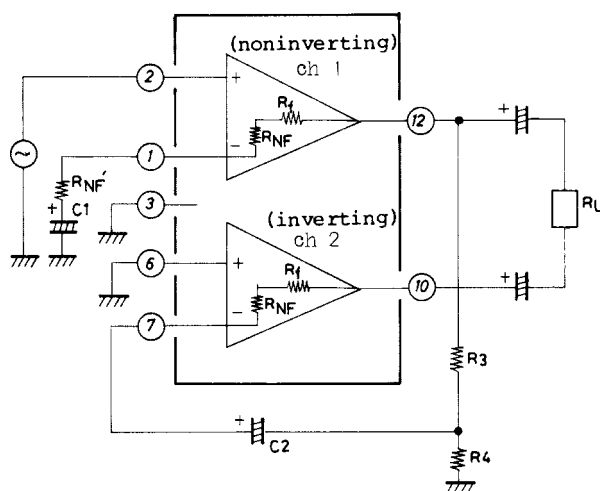 (noninverting)
ch 1
2
+
Rf
12
+
RNF
1
−
RNF'
+
C1
3
RL
(inverting)
ch 2
6
+
Rf
10
+
RNF
7
−
R3
+
C2
R4